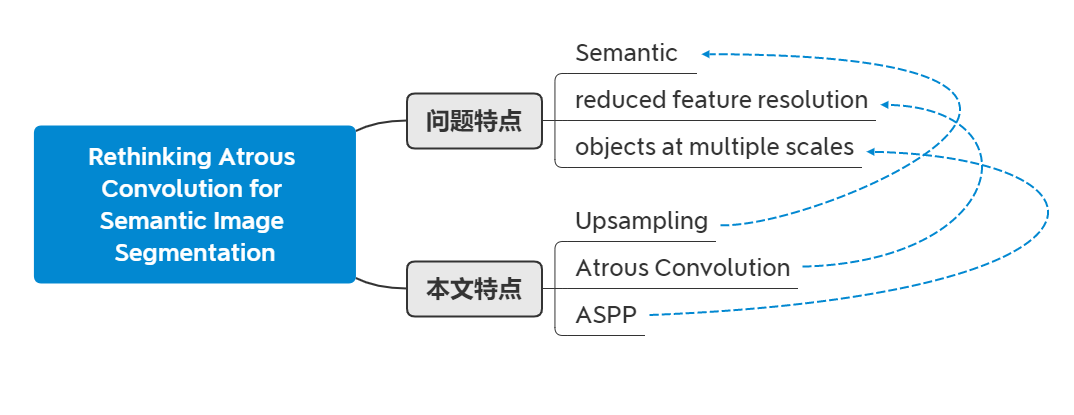 Rethinking Atrous
Convolution for
Semantic Image
Segmentation
问题特点
Semantic
reduced feature resolution
objects at multiple scales
本文特点
Upsampling
Atrous Convolution
ASPP